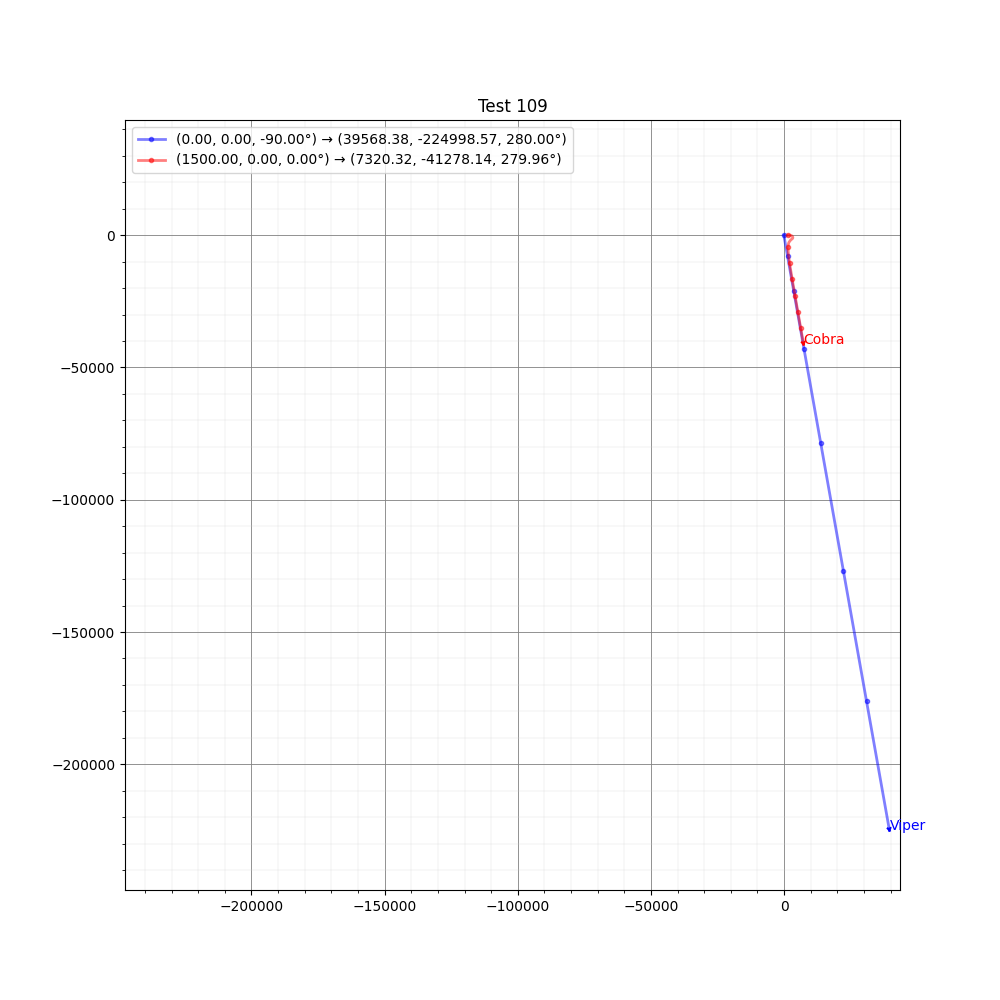 Test 109
(0.00, 0.00, -90.00°) → (39568.38, -224998.57, 280.00°)
(1500.00, 0.00, 0.00°) → (7320.32, -41278.14, 279.96°)
0
Cobra
−50000
−100000
−150000
−200000
Viper
−200000 −150000 −100000 −50000 0